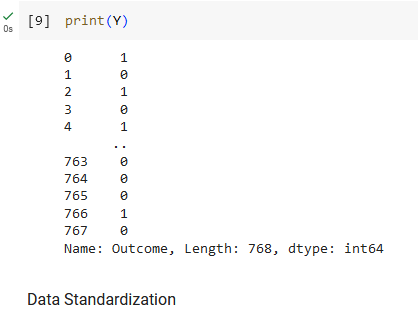 [9] print(Y)
0s
0 1
1 0
2 1
3 0
4 1
..
763 0
764 0
765 0
766 1
767 0
Name: Outcome, Length: 768, dtype: int64
Data Standardization